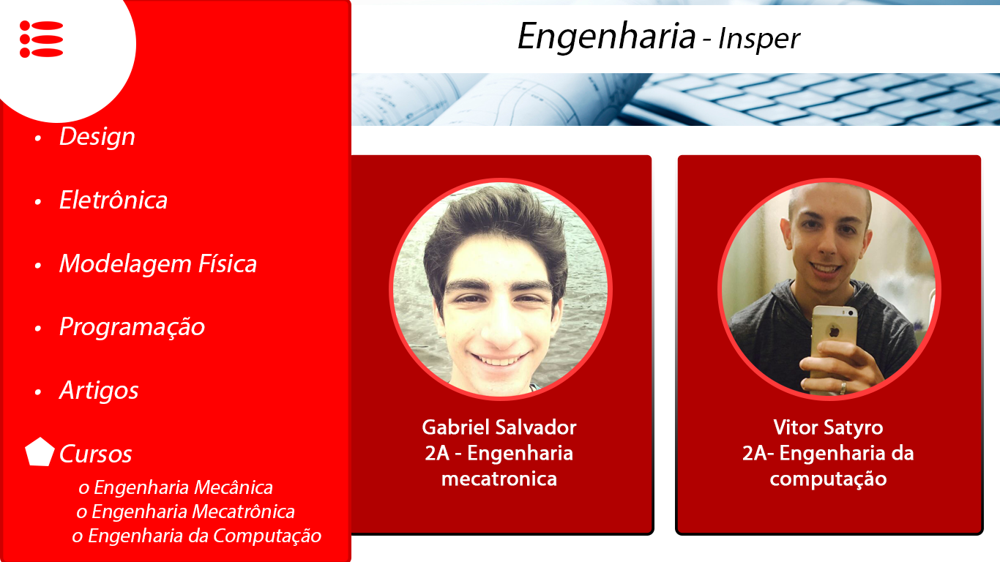 Engenharia - Insper
• Design
• Eletrônica
• Modelagem Física
• Programação
• Artigos
Cursos
o Engenharia Mecânica
o Engenharia Mecatrônica
o Engenharia da Computação
Gabriel Salvador
2A - Engenharia
mecatronica
Vitor Satyro
2A- Engenharia da
computação